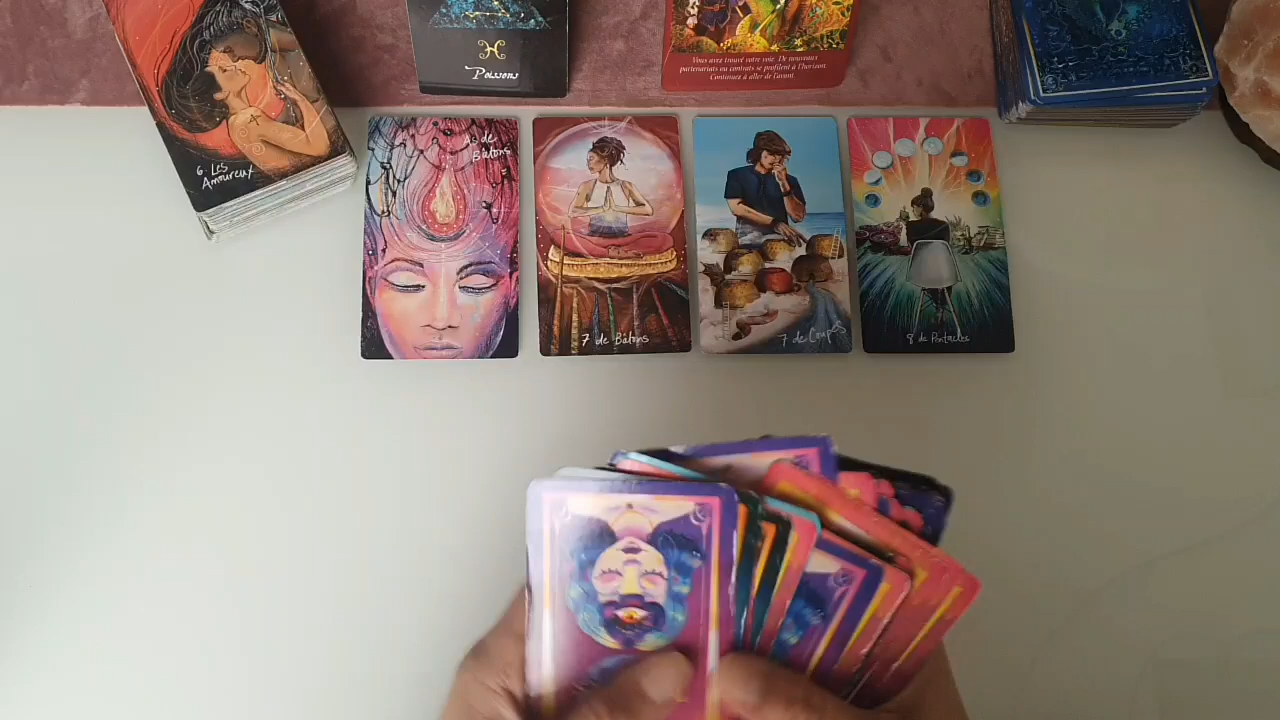 6. Les
Amoureux
Poissons
Vous avez trouvé votre voie. De nouveaux
partenariats ou contrats se profilent à l'horizon.
Continuez à aller de l'avant.
As de
Bâtons
7 de Bâtons
7 de Coupes
8 de Pentacles